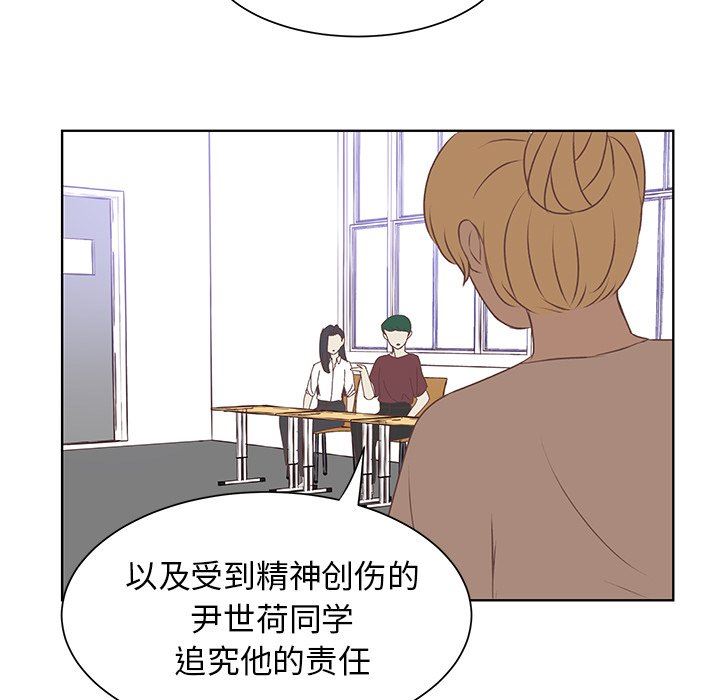 以及受到精神创伤的
尹世荷同学
追究他的责任